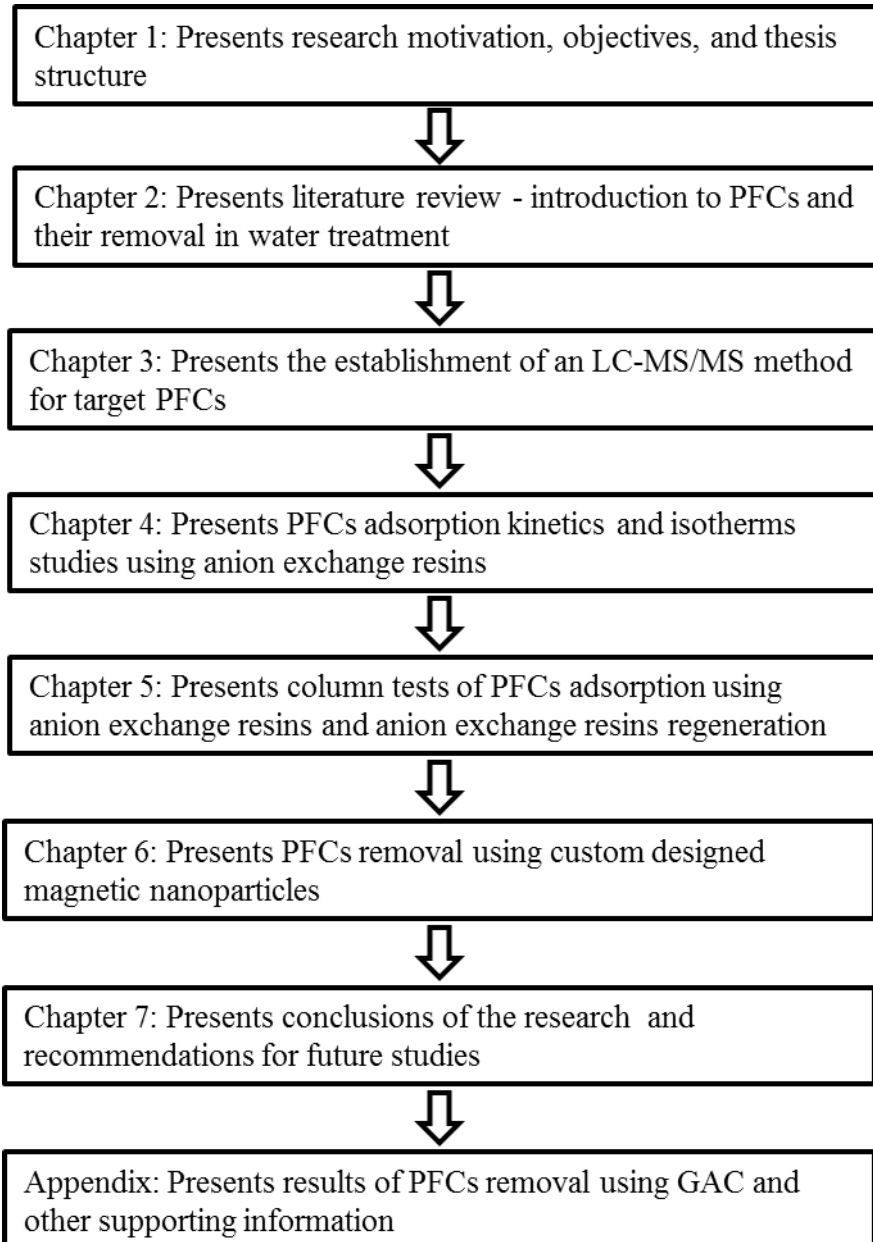 Chapter 1: Presents research motivation, objectives, and thesis
structure
Chapter 2: Presents literature review - introduction to PFCs and
their removal in water treatment
Chapter 3: Presents the establishment of an LC-MS/MS method
for target PFCs
Chapter 4: Presents PFCs adsorption kinetics and isotherms
studies using anion exchange resins
Chapter 5: Presents column tests of PFCs adsorption using
anion exchange resins and anion exchange resins regeneration
Chapter 6: Presents PFCs removal using custom designed
magnetic nanoparticles
Chapter 7: Presents conclusions of the research and
recommendations for future studies
Appendix: Presents results of PFCs removal using GAC and
other supporting information